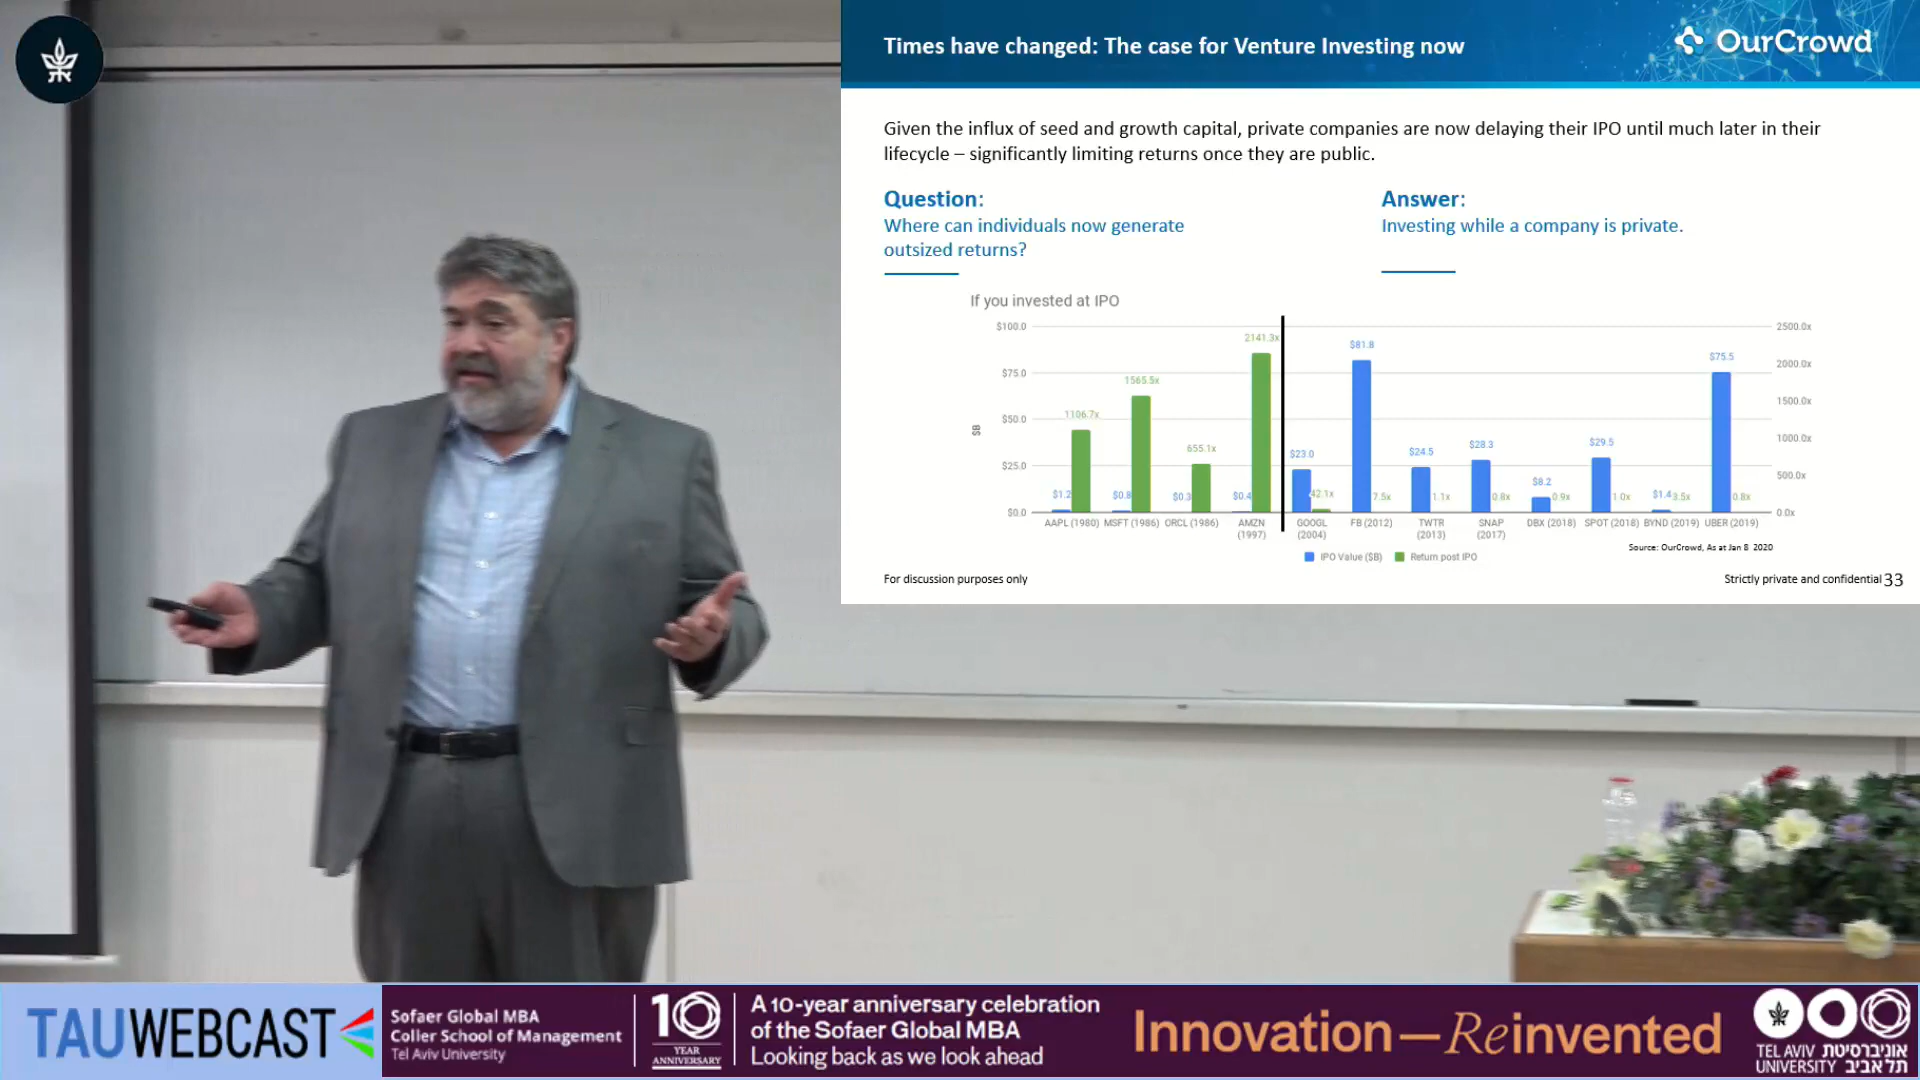 Times have changed: The case for Venture Investing now
OurCrowd
Given the influx of seed and growth capital, private companies are now delaying their IPO until much later in their
lifecycle – significantly limiting returns once they are public.
Question:
Where can individuals now generate
outsized returns?
Answer:
Investing while a company is private.
If you invested at IPO
$100.0
$75.0
$50.0
$25.0
$0.0
$B
2500.0x
2000.0x
1500.0x
1000.0x
500.0x
0.0x
$1.2
1106.7x
$0.8
1565.5x
$0.3
655.1x
$0.4
2141.3x
$23.0
42.1x
$81.8
7.5x
$24.5
1.1x
$28.3
0.8x
$8.2
0.9x
$29.5
1.0x
$1.4
3.5x
$75.5
0.8x
AAPL (1980)
MSFT (1986)
ORCL (1986)
AMZN
(1997)
GOOGL
(2004)
FB (2012)
TWTR
(2013)
SNAP
(2017)
DBX (2018)
SPOT (2018)
BYND (2019)
UBER (2019)
IPO Value ($B)
Return post IPO
Source: OurCrowd, As at Jan 8 2020
For discussion purposes only
Strictly private and confidential 33
TAUWEBCAST
Sofaer Global MBA
Coller School of Management
Tel Aviv University
10
YEAR
ANNIVERSARY
A 10-year anniversary celebration
of the Sofaer Global MBA
Looking back as we look ahead
Innovation—Reinvented
TEL AVIV אוניברסיטת
UNIVERSITY תל אביב